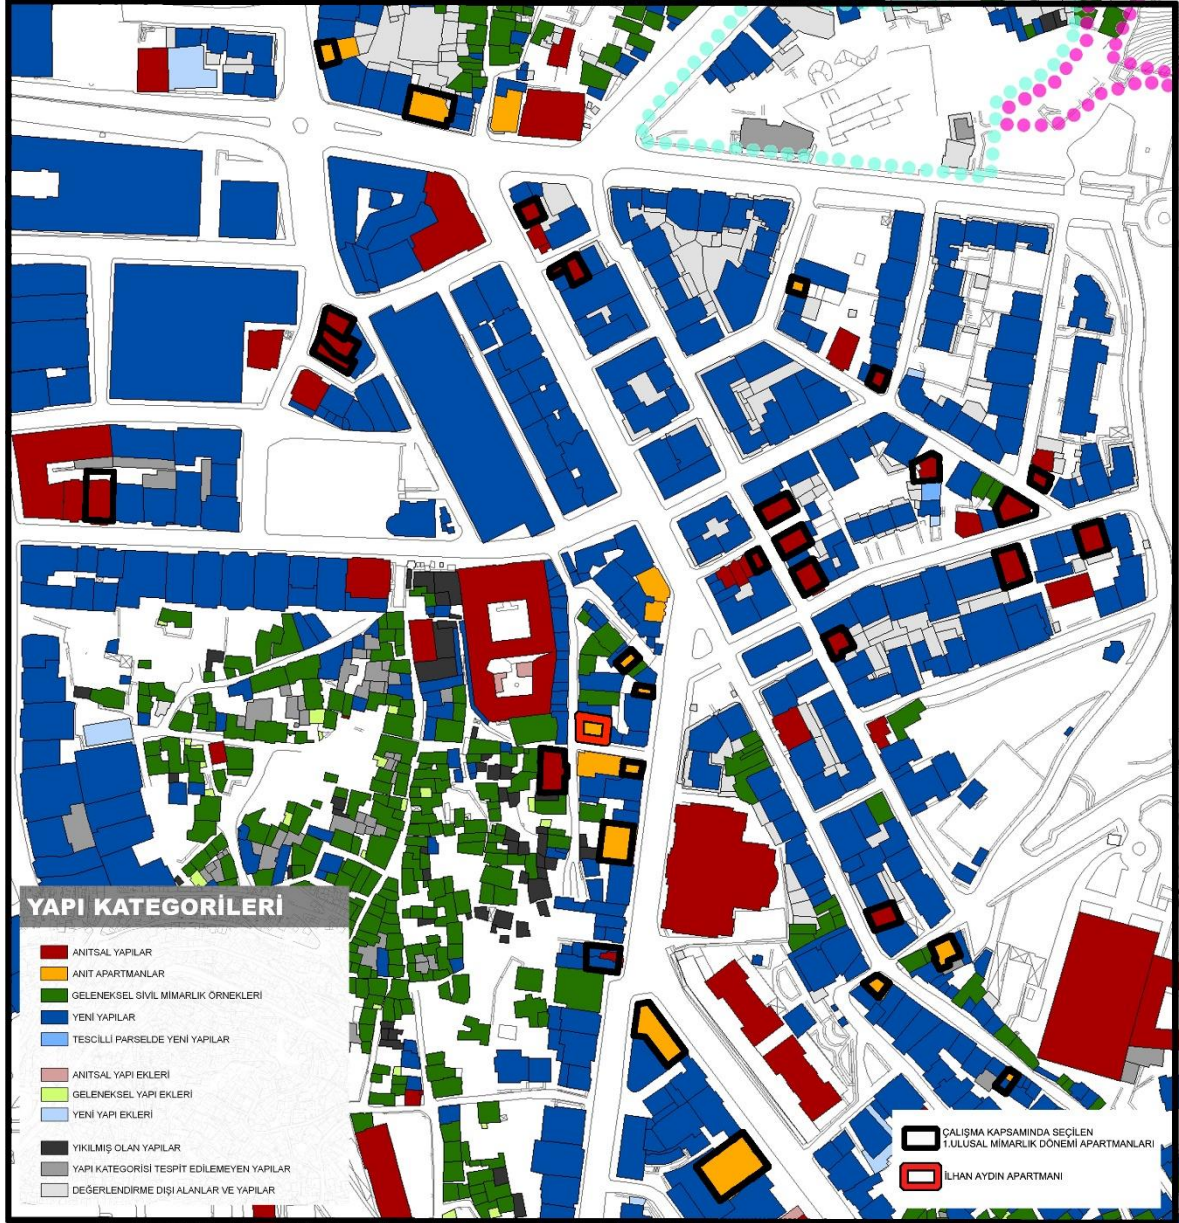 YAPI KATEGORİLERİ
ANITSAL YAPILAR
ANIT APARTMANLAR
GELENEKSEL SİVİL MİMARLIK ÖRNEKLERİ
YENİ YAPILAR
TESCİLLİ PARSELDE YENİ YAPILAR
ANITSAL YAPI EKLERİ
GELENEKSEL YAPI EKLERİ
YENİ YAPI EKLERİ
YIKILMIŞ OLAN YAPILAR
YAPI KATEGORİSİ TESPİT EDİLEMEYEN YAPILAR
DEĞERLENDİRME DIŞI ALANLAR VE YAPILAR
ÇALIŞMA KAPSAMINDA SEÇİLEN
1.ULUSAL MİMARLIK DÖNEMİ APARTMANLARI
İLHAN AYDIN APARTMANI